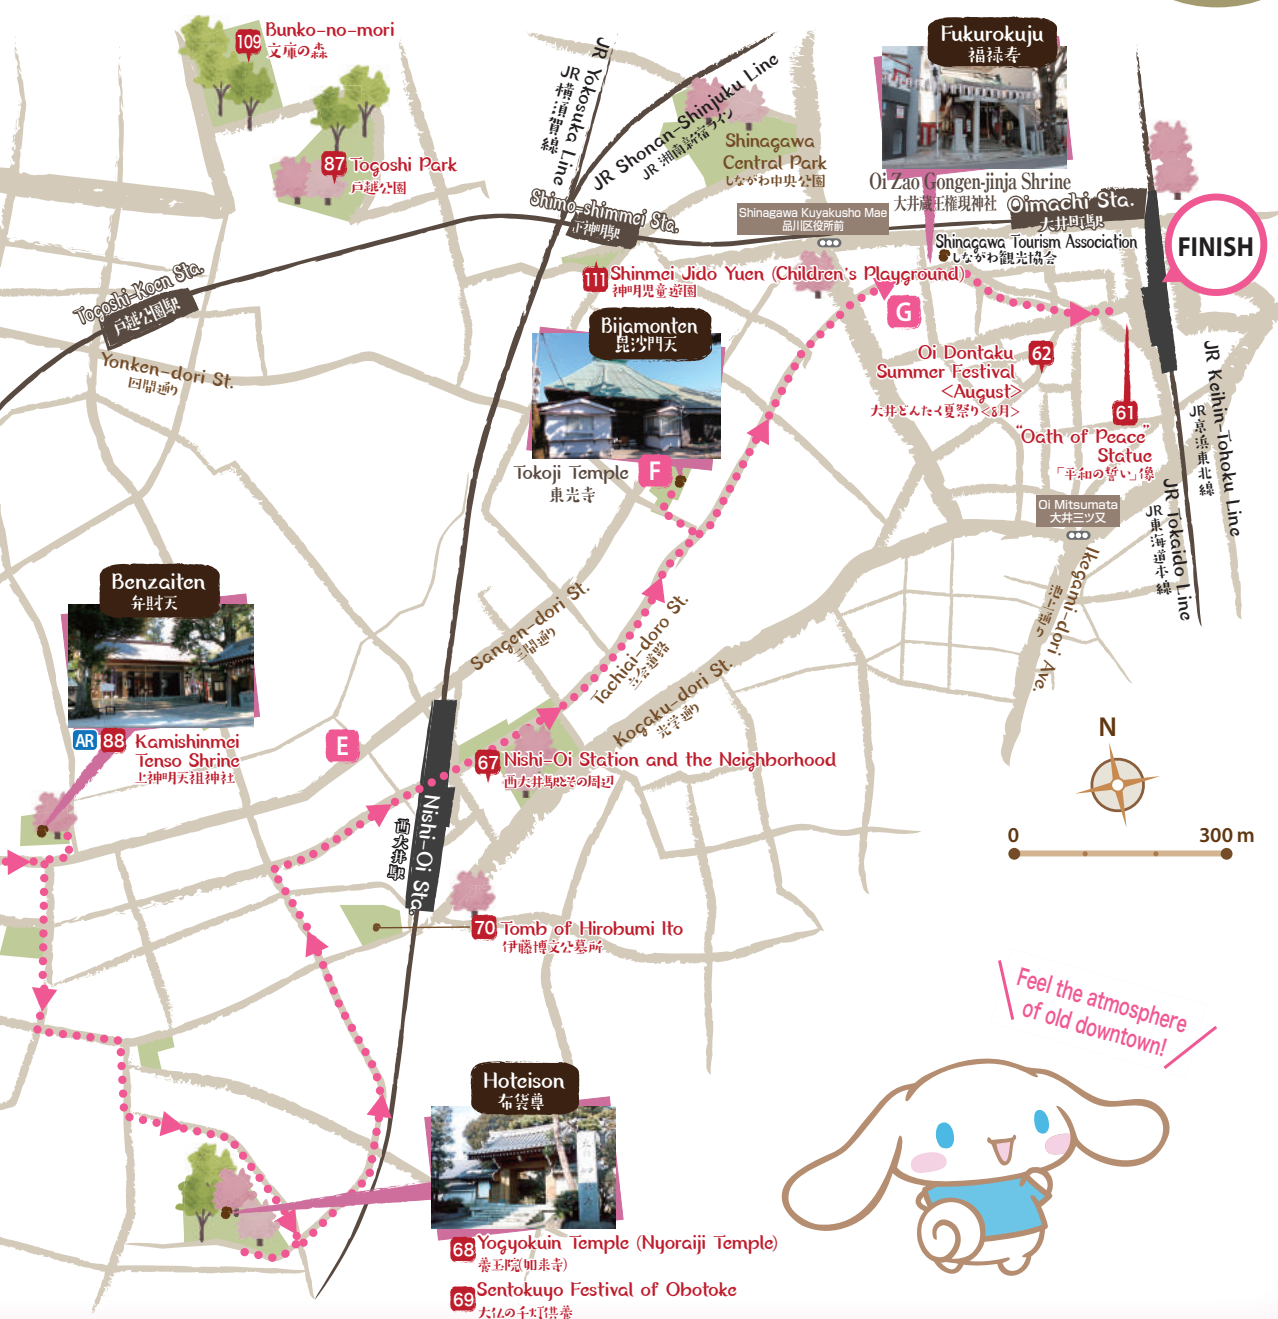 109
Bunko-no-mori
文庫の森
87
Togoshi Park
戸越公園
JR Yokosuka Line
JR 横須賀線
JR Shonan-Shinjuku Line
JR 湘南新宿ライン
Shinagawa
Central Park
しながわ中央公園
Fukurokuju
福禄寿
Oi Zao Gongen-jinja Shrine
大井蔵王権現神社
Shimo-shimmei Sta.
下神明駅
Shinagawa Kuyakusho Mae
品川区役所前
Oimachi Sta.
大井町駅
Shinagawa Tourism Association
しながわ観光協会
FINISH
Togoshi-Koen Sta.
戸越公園駅
111
Shinmei Jido Yuen (Children's Playground)
神明児童遊園
G
Yonken-dori St.
四間通り
Bijamonten
毘沙門天
Tokoji Temple
東光寺
F
Oi Dontaku
Summer Festival
<August>
大井どんたく夏祭り<8月>
62
61
"Oath of Peace"
Statue
「平和の誓い」像
JR Keihin-Tohoku Line
JR 京浜東北線
JR Tokaido Line
JR 東海道本線
Oi Mitsumata
大井三ツ又
Ikegami-dori Ave.
池上通り
Benzaiten
弁財天
AR
88
Kamishinmei
Tenso Shrine
上神明天祖神社
Sangen-dori St.
三間通り
Tachiai-doro St.
立会道路
Kogaku-dori St.
光学通り
E
67
Nishi-Oi Station and the Neighborhood
西大井駅とその周辺
Nishi-Oi Sta.
西大井駅
N
0
300 m
70
Tomb of Hirobumi Ito
伊藤博文公墓所
Feel the atmosphere
of old downtown!
Hoteison
布袋尊
68
Yogyokuin Temple (Nyoraiji Temple)
養玉院(如来寺)
69
Sentokuyo Festival of Obotoke
大仏の千灯供養